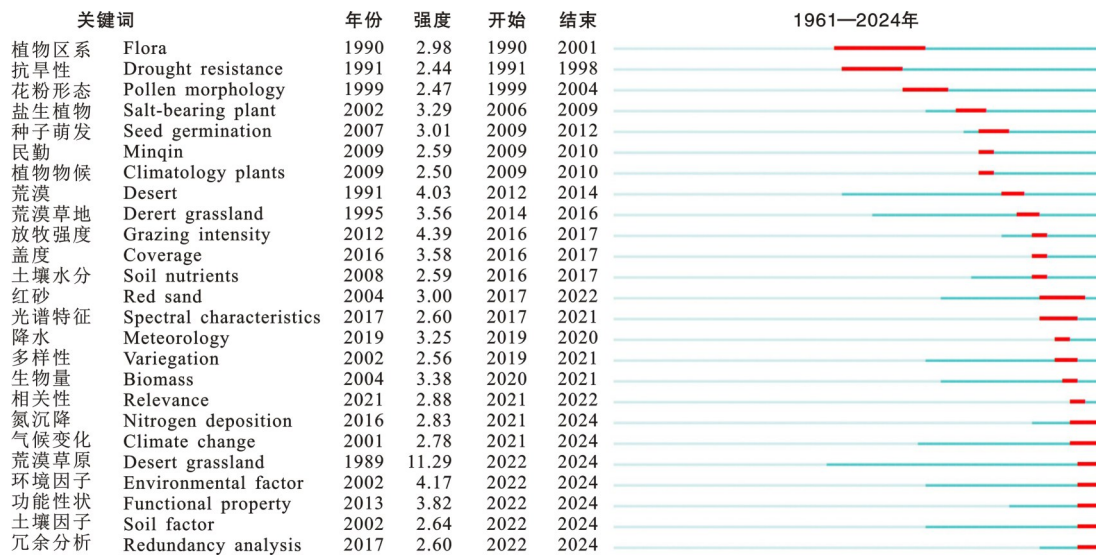 关键词 年份 强度 开始 结束 1961—2024年
植物区系 Flora 1990 2.98 1990 2001
抗旱性 Drought resistance 1991 2.44 1991 1998
花粉形态 Pollen morphology 1999 2.47 1999 2004
盐生植物 Salt-bearing plant 2002 3.29 2006 2009
种子萌发 Seed germination 2007 3.01 2009 2012
民勤 Minqin 2009 2.59 2009 2010
植物物候 Climatology plants 2009 2.50 2009 2010
荒漠 Desert 1991 4.03 2012 2014
荒漠草地 Derert grassland 1995 3.56 2014 2016
放牧强度 Grazing intensity 2012 4.39 2016 2017
盖度 Coverage 2016 3.58 2016 2017
土壤水分 Soil nutrients 2008 2.59 2016 2017
红砂 Red sand 2004 3.00 2017 2022
光谱特征 Spectral characteristics 2017 2.60 2017 2021
降水 Meteorology 2019 3.25 2019 2020
多样性 Variegation 2002 2.56 2019 2021
生物量 Biomass 2004 3.38 2020 2021
相关性 Relevance 2021 2.88 2021 2022
氮沉降 Nitrogen deposition 2016 2.83 2021 2024
气候变化 Climate change 2001 2.78 2021 2024
荒漠草原 Desert grassland 1989 11.29 2022 2024
环境因子 Environmental factor 2002 4.17 2022 2024
功能性状 Functional property 2013 3.82 2022 2024
土壤因子 Soil factor 2002 2.64 2022 2024
冗余分析 Redundancy analysis 2017 2.60 2022 2024